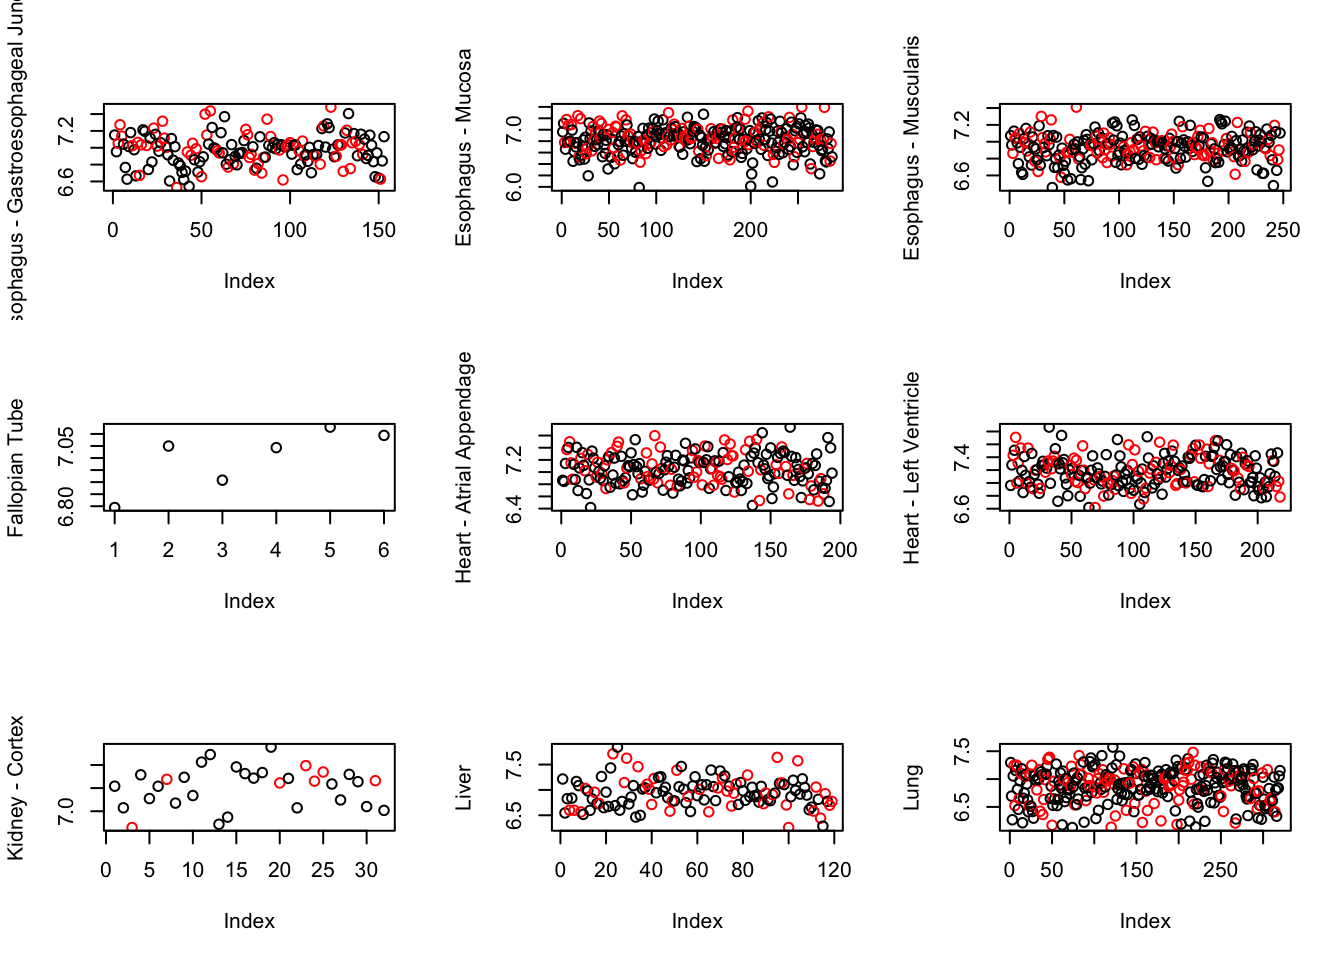 sophagus - Gastroesophageal Junc
6.6 7.2
0 50 100 150
Index
Esophagus - Mucosa
6.0 7.0
0 50 100 200
Index
Esophagus - Muscularis
6.6 7.2
0 50 100 150 200 250
Index
Fallopian Tube
6.80 7.05
1 2 3 4 5 6
Index
Heart - Atrial Appendage
6.4 7.2
0 50 100 150 200
Index
Heart - Left Ventricle
6.6 7.4
0 50 100 150 200
Index
Kidney - Cortex
7.0
0 5 10 15 20 25 30
Index
Liver
6.5 7.5
0 20 40 60 80 120
Index
Lung
6.5 7.5
0 50 150 250
Index